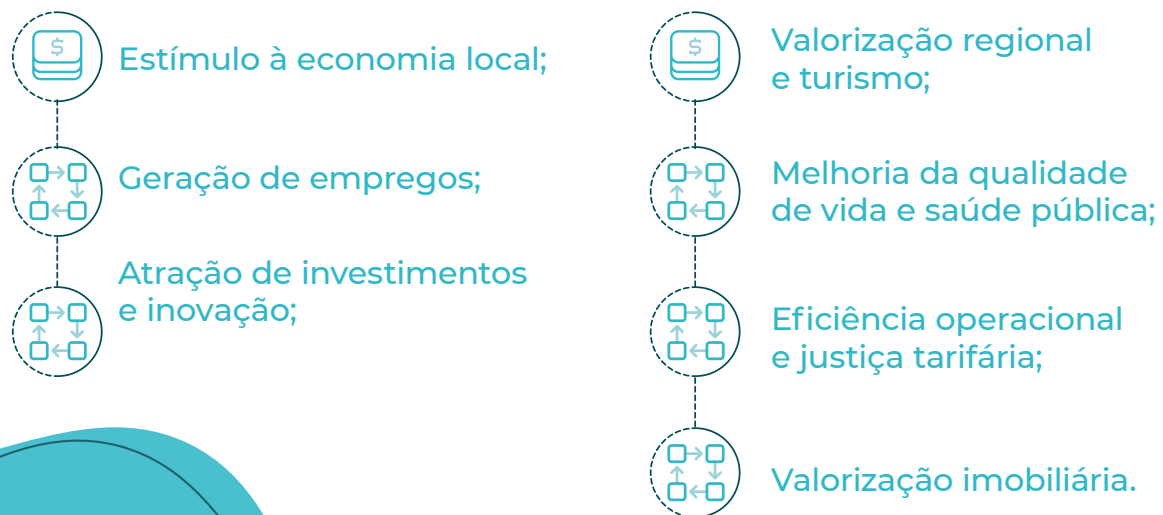 Estímulo à economia local;
Geração de empregos;
Atração de investimentos
e inovação;
Valorização regional
e turismo;
Melhoria da qualidade
de vida e saúde pública;
Eficiência operacional
e justiça tarifária;
Valorização imobiliária.